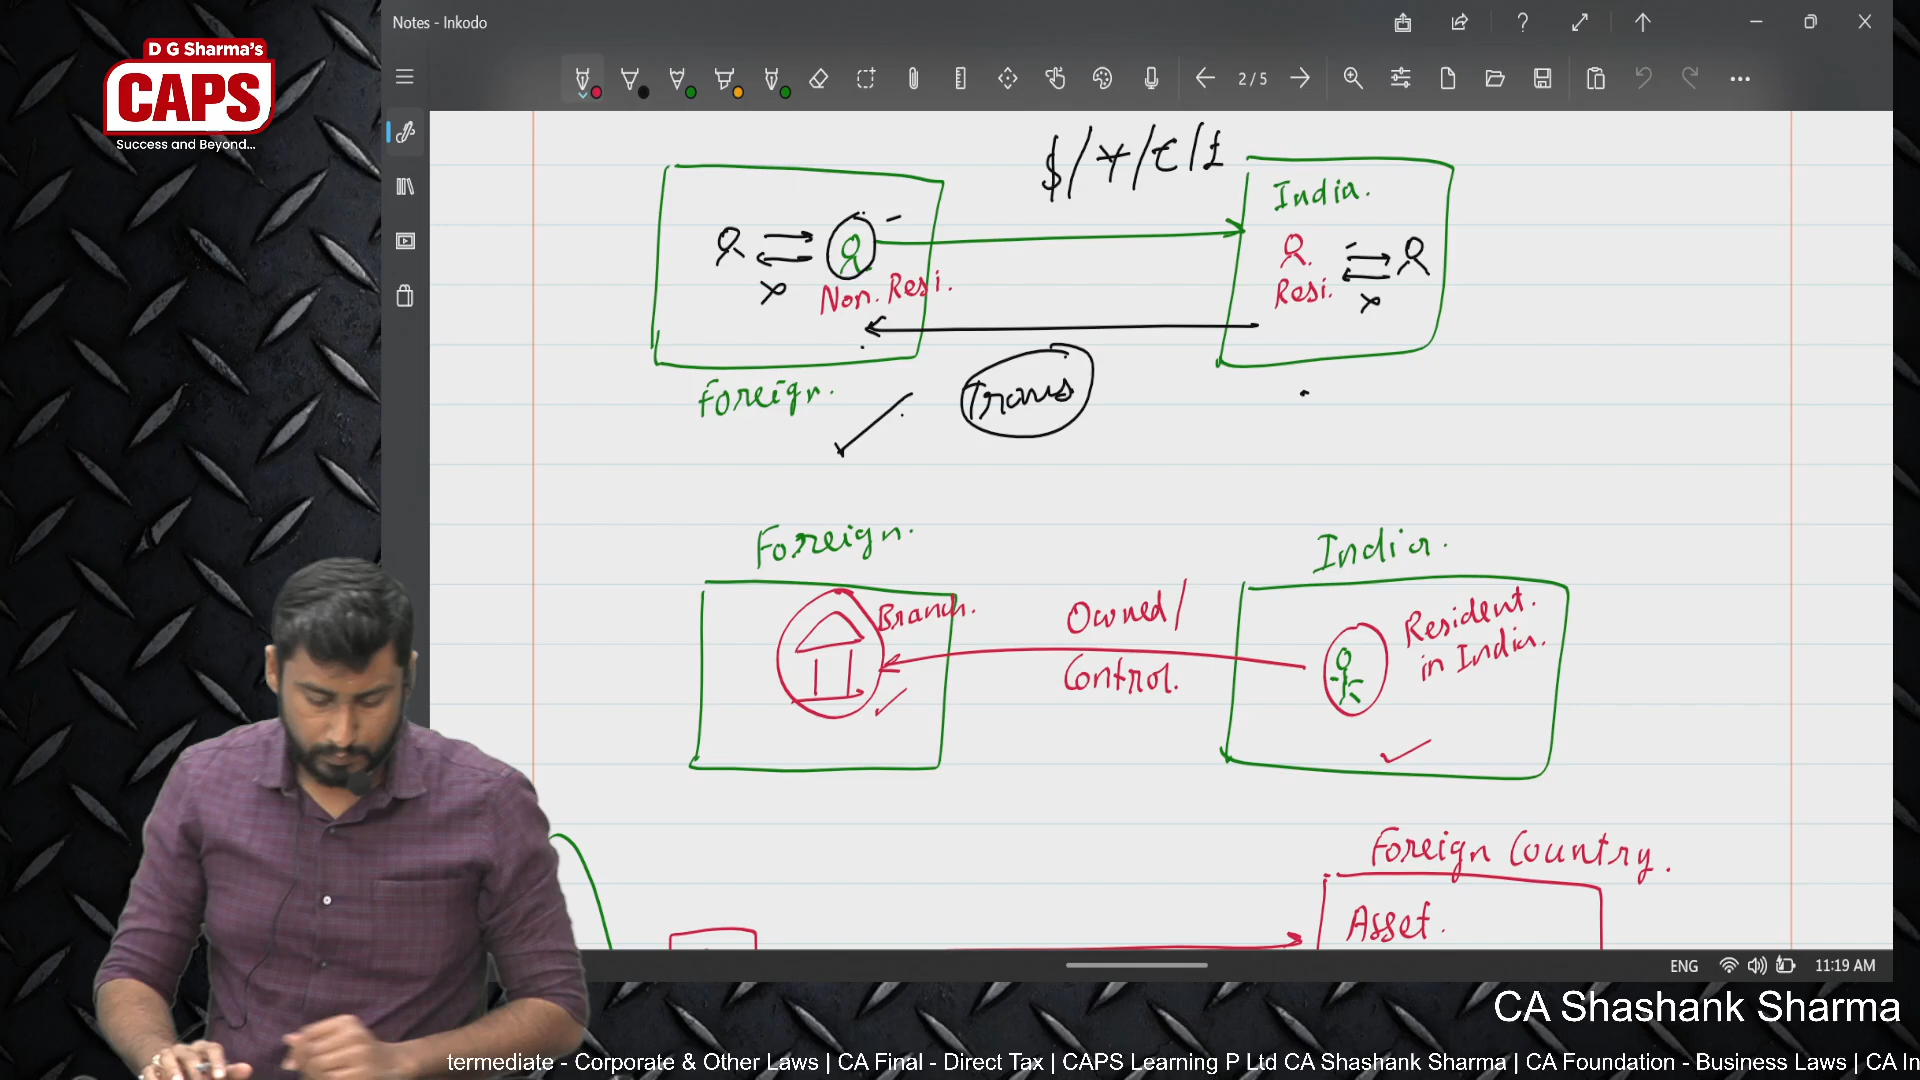 Notes - Inkodo
D G Sharma's
CAPS
Success and Beyond...
2/5
$/¥/€/£
India.
Non. Resi.
Resi.
Foreign.
Trans
Foreign.
India.
Branch.
Owned/
Control.
Resident
in India.
Foreign Country.
Asset.
ENG
11:19 AM
CA Shashank Sharma
termediate - Corporate & Other Laws | CA Final - Direct Tax | CAPS Learning P Ltd CA Shashank Sharma | CA Foundation - Business Laws | CA In